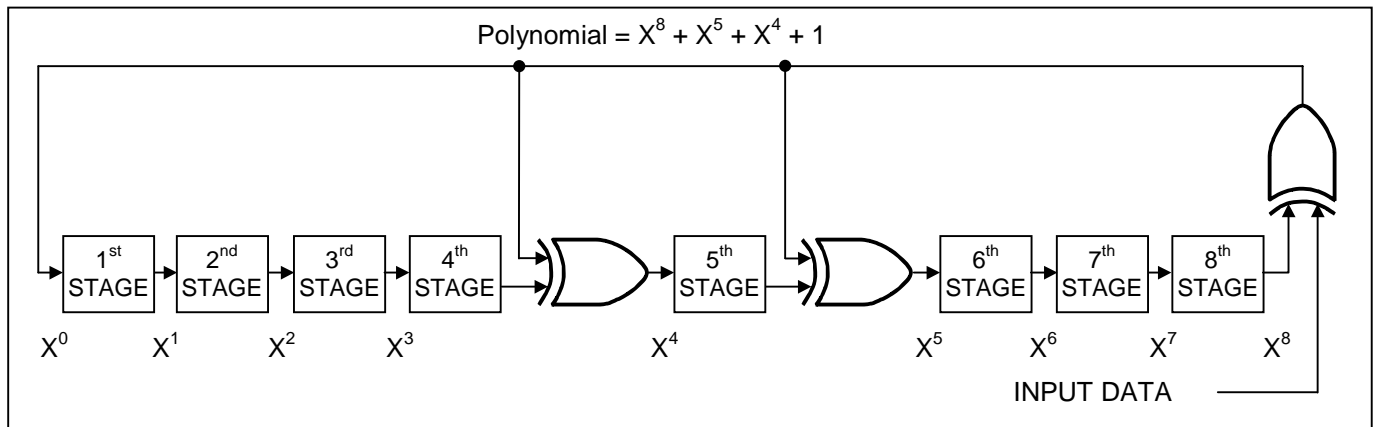 Polynomial = X⁸ + X⁵ + X⁴ + 1
1ˢᵗ
STAGE
2ⁿᵈ
STAGE
3ʳᵈ
STAGE
4ᵗʰ
STAGE
5ᵗʰ
STAGE
6ᵗʰ
STAGE
7ᵗʰ
STAGE
8ᵗʰ
STAGE
X⁰ X¹ X² X³ X⁴ X⁵ X⁶ X⁷ X⁸
INPUT DATA